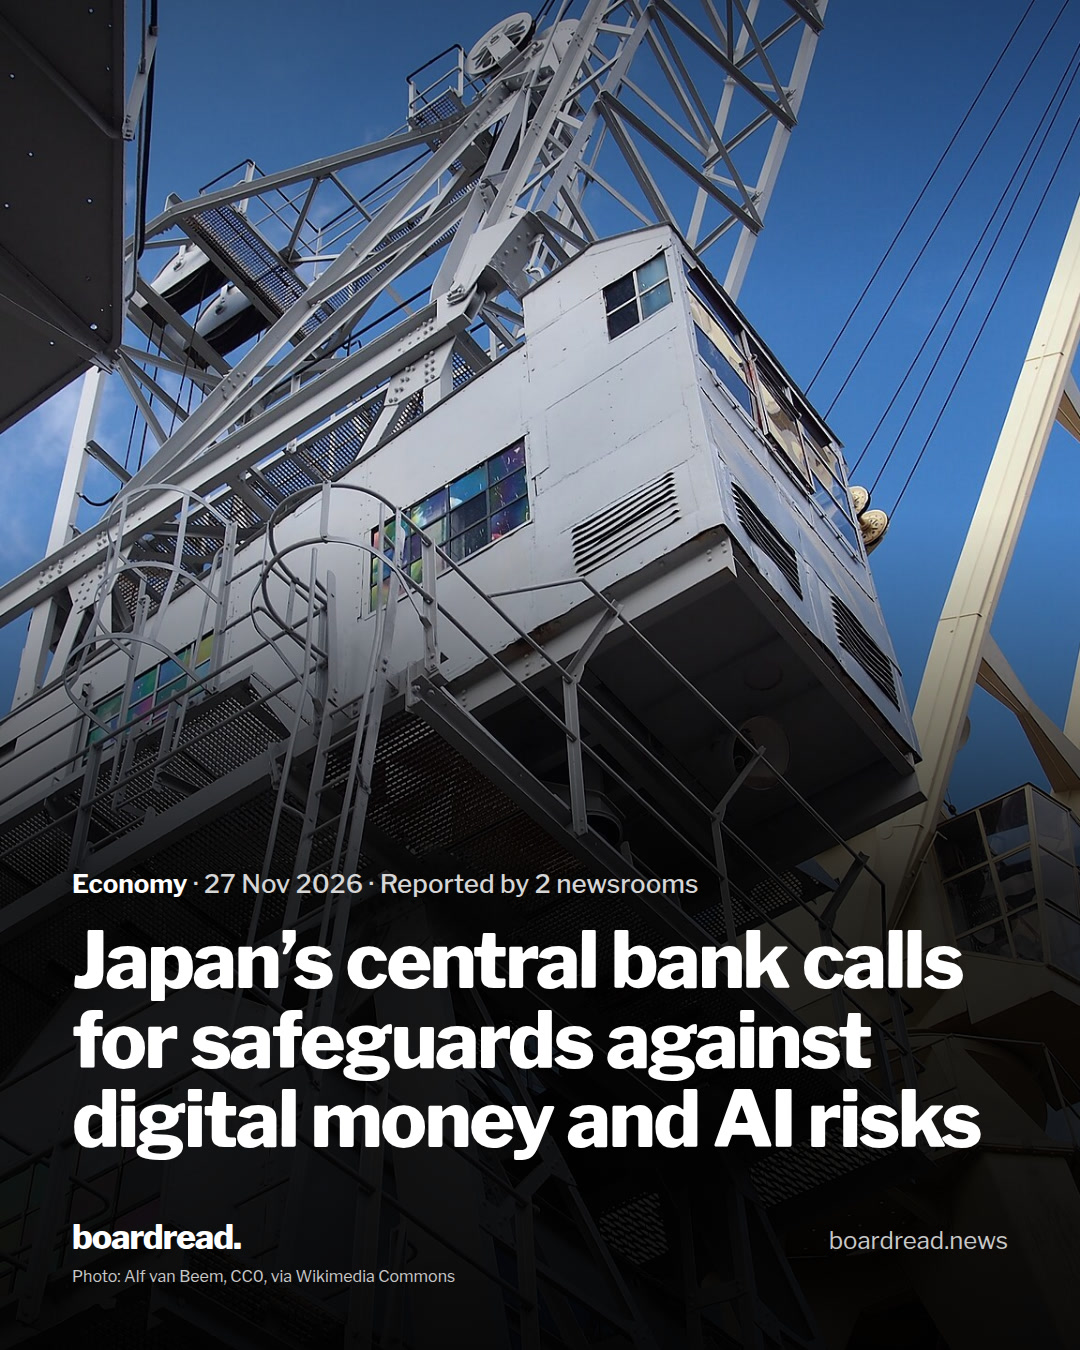 Economy · 27 Nov 2026 · Reported by 2 newsrooms
Japan’s central bank calls
for safeguards against
digital money and AI risks
boardread.
boardread.news
Photo: Alf van Beem, CC0, via Wikimedia Commons